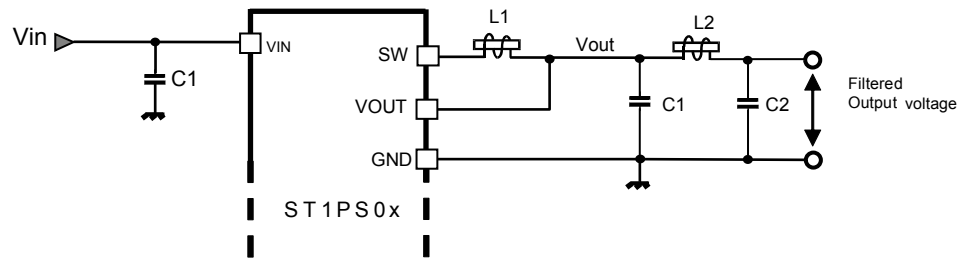 L1
L2
Vin
VIN
SW
Vout
C1
VOUT
C1
C2
Filtered
Output voltage
GND
ST1PS0x